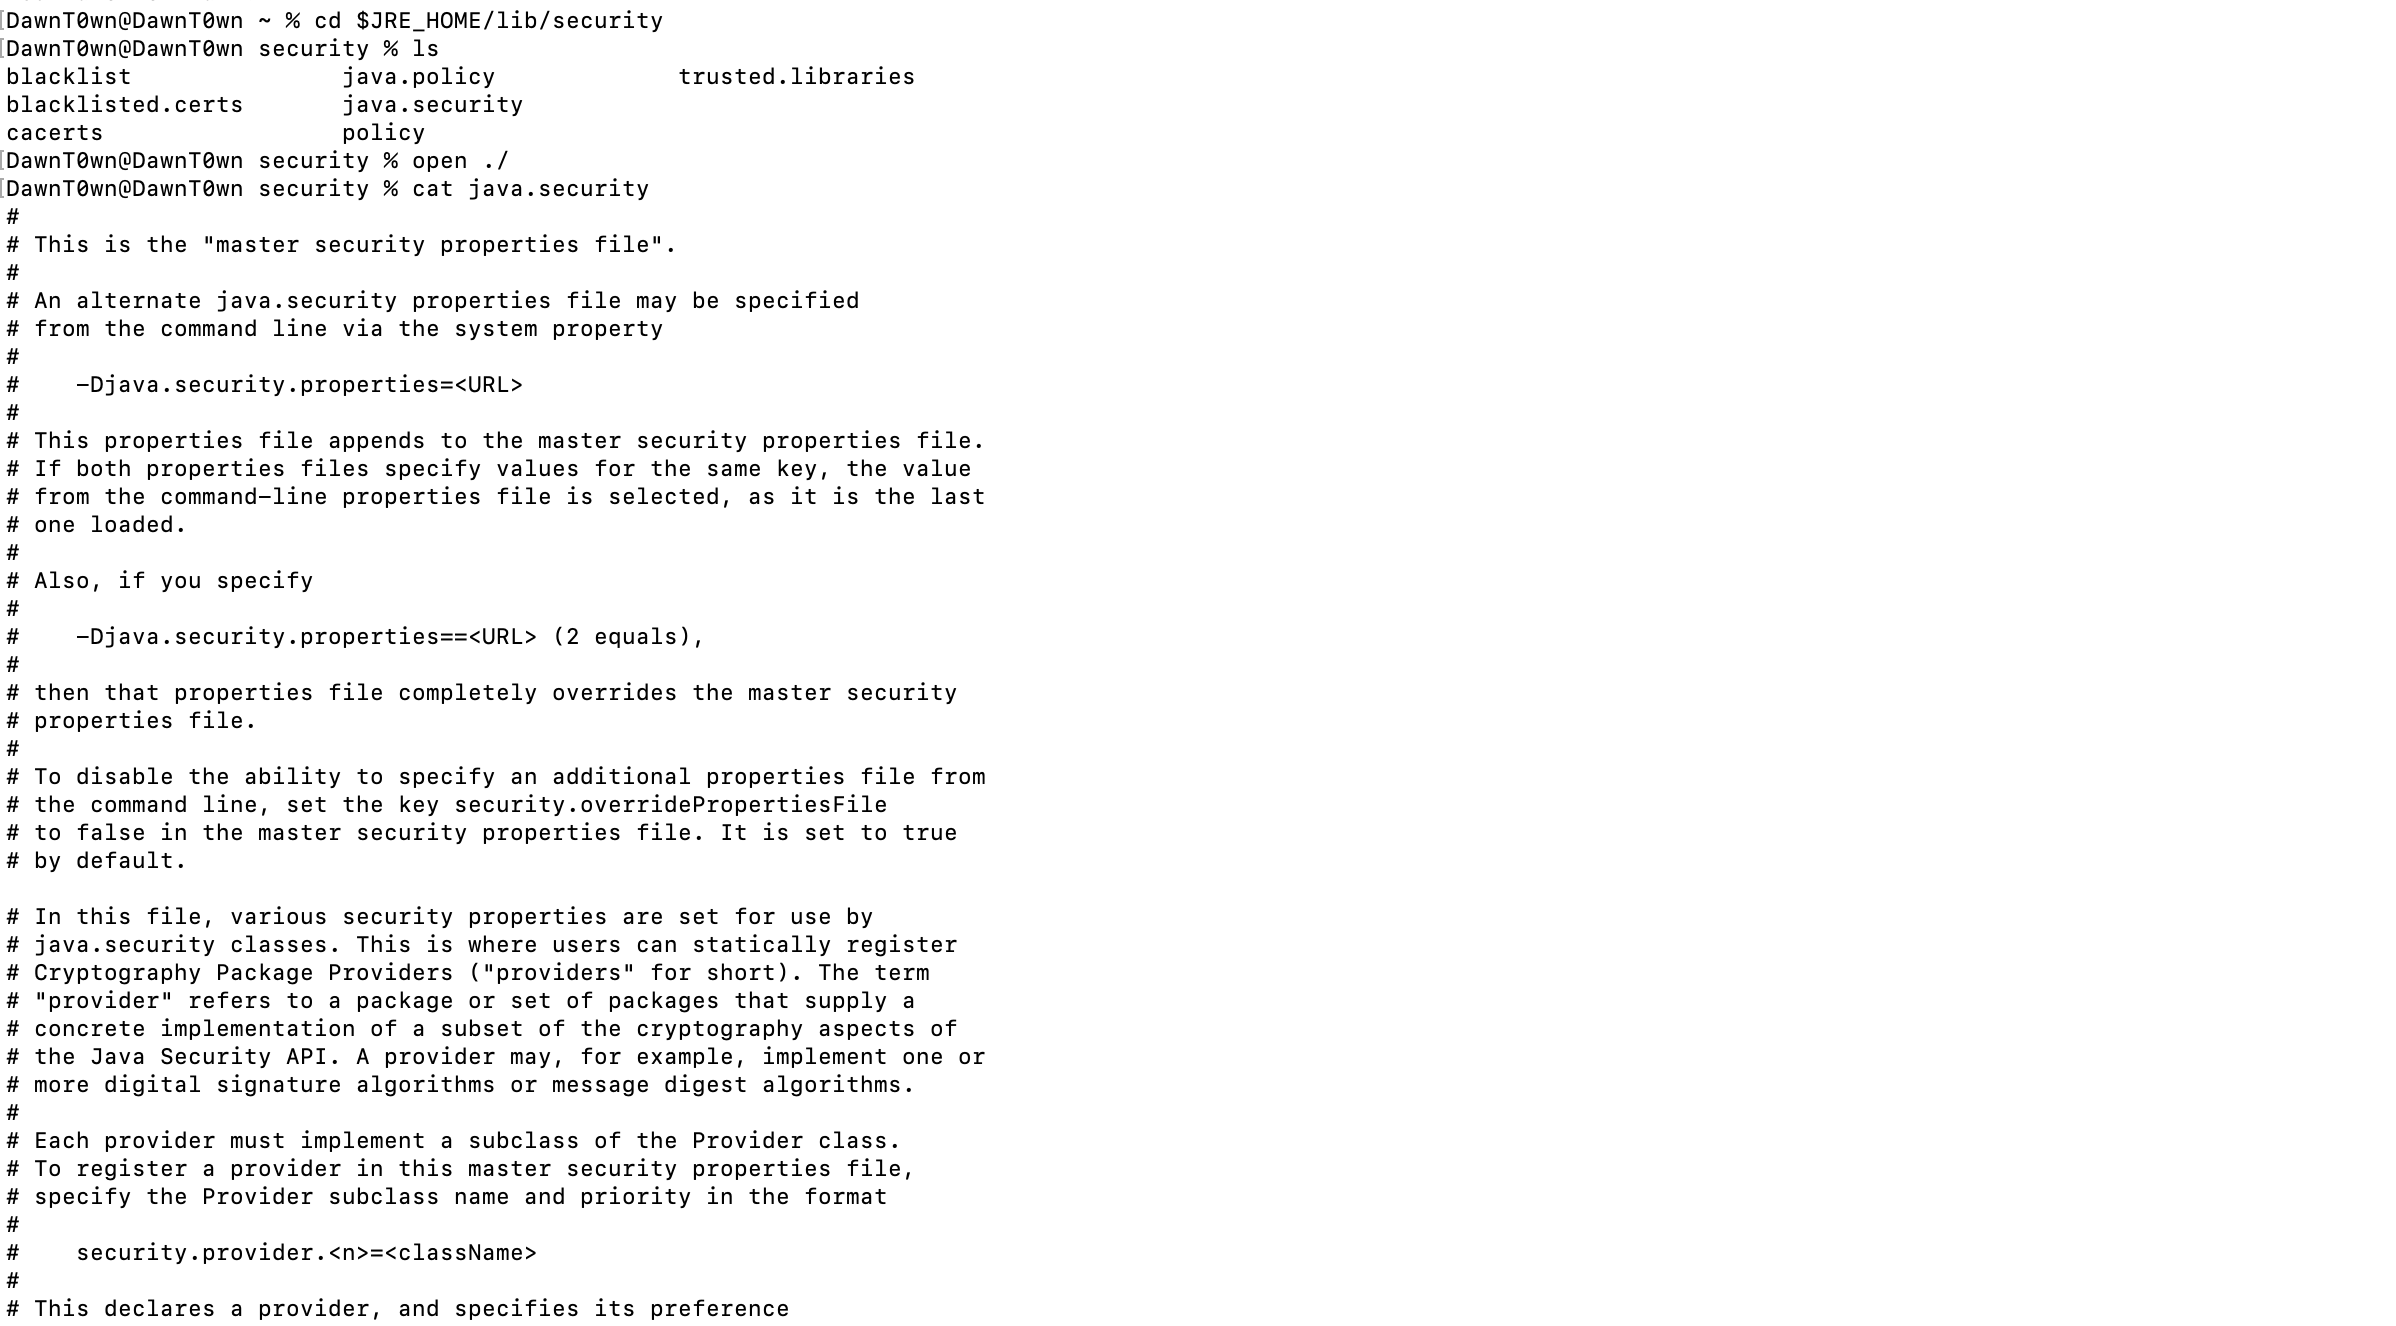 DawnT0wn@DawnT0wn ~ % cd $JRE_HOME/lib/security
DawnT0wn@DawnT0wn security % ls
blacklist java.policy trusted.libraries
blacklisted.certs java.security
cacerts policy
DawnT0wn@DawnT0wn security % open ./
DawnT0wn@DawnT0wn security % cat java.security
#
# This is the "master security properties file".
#
# An alternate java.security properties file may be specified
# from the command line via the system property
#
#    -Djava.security.properties=<URL>
#
# This properties file appends to the master security properties file.
# If both properties files specify values for the same key, the value
# from the command-line properties file is selected, as it is the last
# one loaded.
#
# Also, if you specify
#
#    -Djava.security.properties==<URL> (2 equals),
#
# then that properties file completely overrides the master security
# properties file.
#
# To disable the ability to specify an additional properties file from
# the command line, set the key security.overridePropertiesFile
# to false in the master security properties file. It is set to true
# by default.

# In this file, various security properties are set for use by
# java.security classes. This is where users can statically register
# Cryptography Package Providers ("providers" for short). The term
# "provider" refers to a package or set of packages that supply a
# concrete implementation of a subset of the cryptography aspects of
# the Java Security API. A provider may, for example, implement one or
# more digital signature algorithms or message digest algorithms.
#
# Each provider must implement a subclass of the Provider class.
# To register a provider in this master security properties file,
# specify the Provider subclass name and priority in the format
#
#    security.provider.<n>=<className>
#
# This declares a provider, and specifies its preference